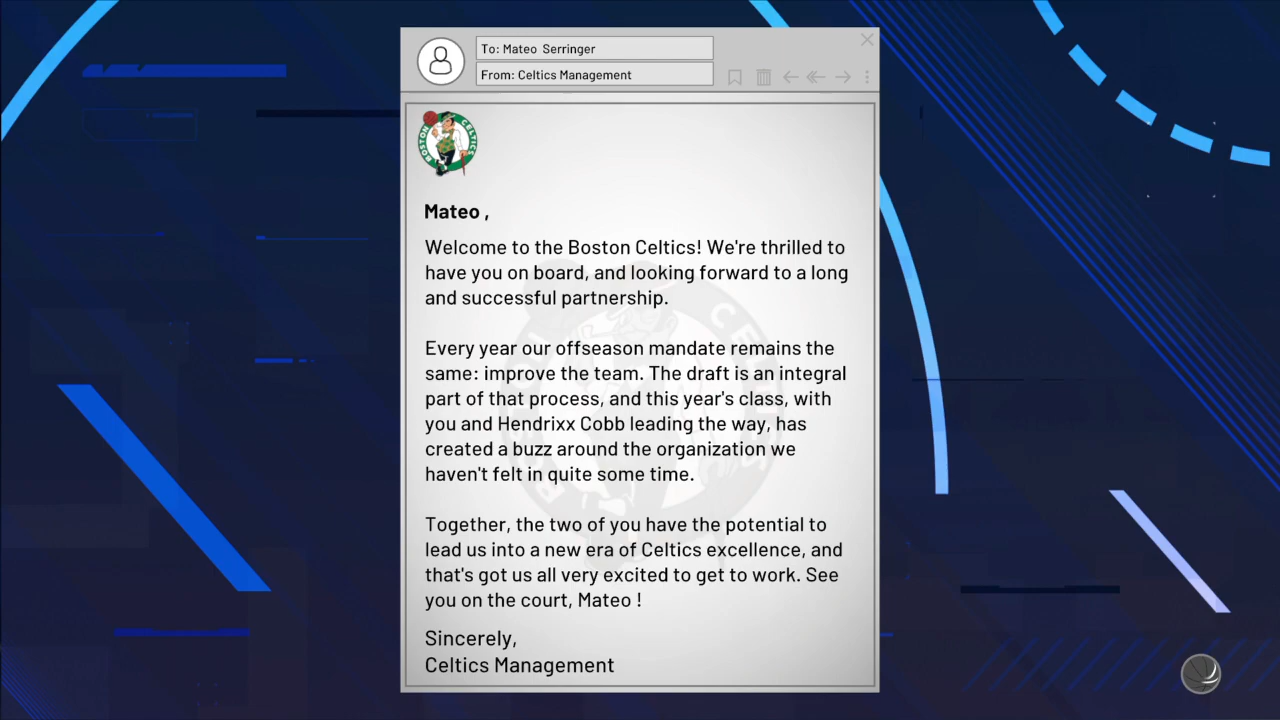 To: Mateo Serringer
From: Celtics Management
BOSTON CELTICS
Mateo ,
Welcome to the Boston Celtics! We're thrilled to
have you on board, and looking forward to a long
and successful partnership.
Every year our offseason mandate remains the
same: improve the team. The draft is an integral
part of that process, and this year's class, with
you and Hendrixx Cobb leading the way, has
created a buzz around the organization we
haven't felt in quite some time.
Together, the two of you have the potential to
lead us into a new era of Celtics excellence, and
that's got us all very excited to get to work. See
you on the court, Mateo !
Sincerely,
Celtics Management